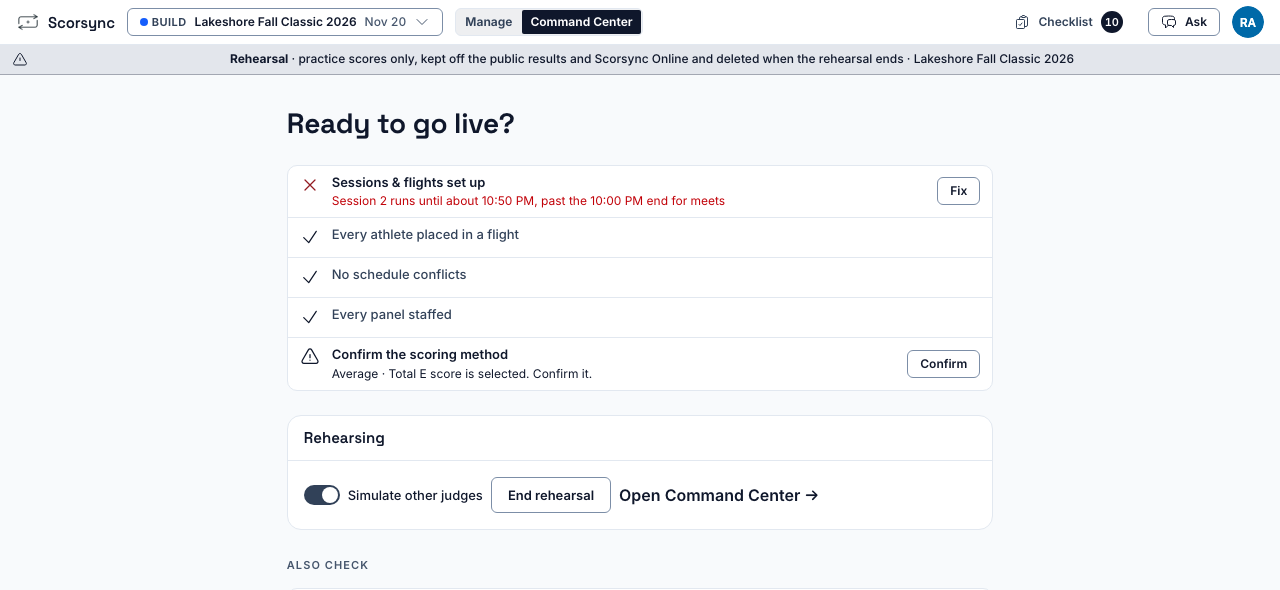 Scorsync
BUILD Lakeshore Fall Classic 2026 Nov 20
Manage Command Center
Checklist 10
Ask
RA
Rehearsal · practice scores only, kept off the public results and Scorsync Online and deleted when the rehearsal ends · Lakeshore Fall Classic 2026
Ready to go live?
Sessions & flights set up
Session 2 runs until about 10:50 PM, past the 10:00 PM end for meets
Fix
Every athlete placed in a flight
No schedule conflicts
Every panel staffed
Confirm the scoring method
Average · Total E score is selected. Confirm it.
Confirm
Rehearsing
Simulate other judges
End rehearsal
Open Command Center →
ALSO CHECK